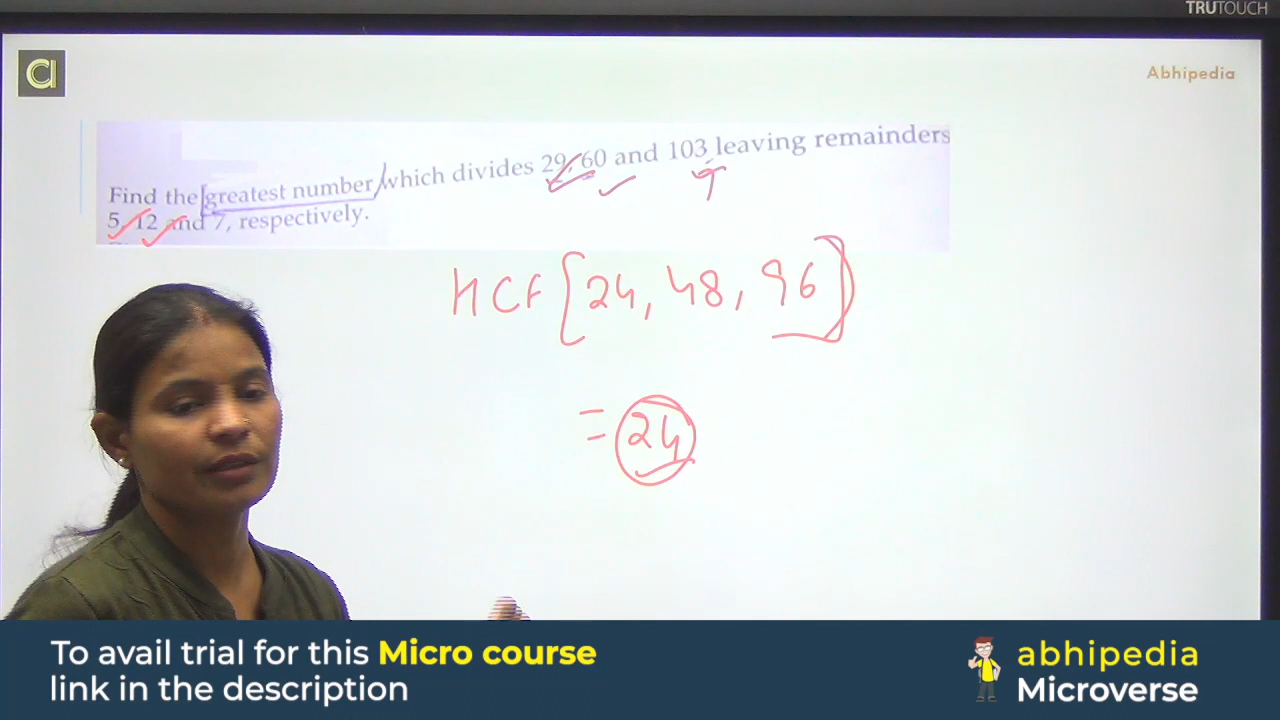 TRUTOUCH
Abhipedia
Find the greatest number which divides 29, 60 and 103 leaving remainders
5, 12 and 7, respectively.
HCF [24, 48, 96]
= 24
To avail trial for this Micro course
link in the description
abhipedia
Microverse